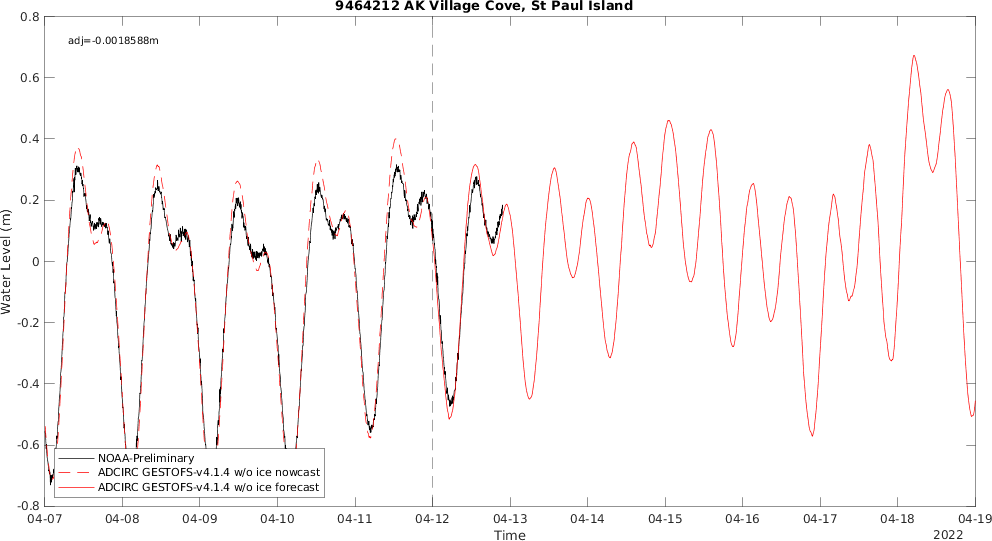 9464212 AK Village Cove, St Paul Island
adj=-0.0018588m
0.8
0.6
0.4
0.2
0
-0.2
-0.4
-0.6
-0.8
Water Level (m)
NOAA-Preliminary
ADCIRC GESTOFS-v4.1.4 w/o ice nowcast
ADCIRC GESTOFS-v4.1.4 w/o ice forecast
04-07 04-08 04-09 04-10 04-11 04-12 04-13 04-14 04-15 04-16 04-17 04-18 04-19
Time
2022